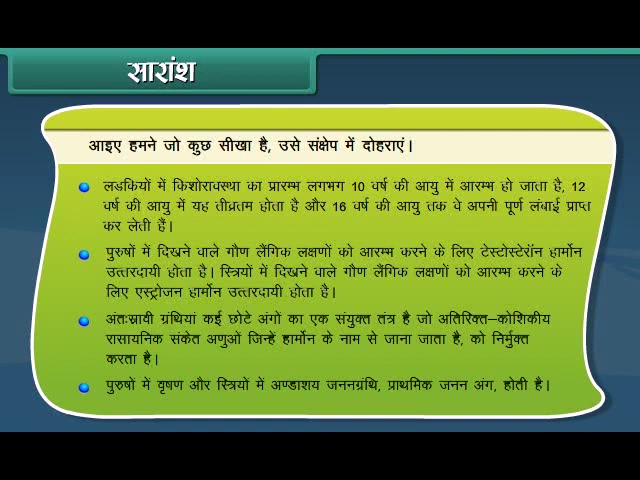 सारांश
आइए हमने जो कुछ सीखा है, उसे संक्षेप में दोहराएं।
लडकियों में किशोरावस्था का प्रारम्भ लगभग 10 वर्ष की आयु में आरम्भ हो जाता है, 12
वर्ष की आयु में यह तीव्रतम होता है और 16 वर्ष की आयु तक वे अपनी पूर्ण लंबाई प्राप्त
कर लेती हैं।
पुरुषों में दिखने वाले गौण लैंगिक लक्षणों को आरम्भ करने के लिए टेस्टोस्टेरॉन हार्मोन
उत्तरदायी होता है। स्त्रियों में दिखने वाले गौण लैंगिक लक्षणों को आरम्भ करने के
लिए एस्ट्रोजन हार्मोन उत्तरदायी होता है।
अंतःस्रावी ग्रंथियां कई छोटे अंगों का एक संयुक्त तंत्र है जो अतिरिक्त–कोशिकीय
रासायनिक संकेत अणुओं जिन्हें हार्मोन के नाम से जाना जाता है, को निर्मुक्त
करता है।
पुरुषों में वृषण और स्त्रियों में अण्डाशय जननग्रंथि, प्राथमिक जनन अंग, होती है।